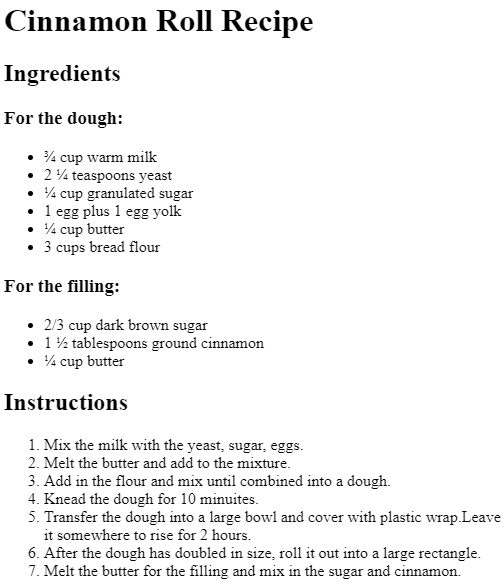 Cinnamon Roll Recipe
Ingredients
For the dough:
• ¾ cup warm milk
• 2 ¼ teaspoons yeast
• ¼ cup granulated sugar
• 1 egg plus 1 egg yolk
• ¼ cup butter
• 3 cups bread flour
For the filling:
• 2/3 cup dark brown sugar
• 1 ½ tablespoons ground cinnamon
• ¼ cup butter
Instructions
1. Mix the milk with the yeast, sugar, eggs.
2. Melt the butter and add to the mixture.
3. Add in the flour and mix until combined into a dough.
4. Knead the dough for 10 minuites.
5. Transfer the dough into a large bowl and cover with plastic wrap.Leave
it somewhere to rise for 2 hours.
6. After the dough has doubled in size, roll it out into a large rectangle.
7. Melt the butter for the filling and mix in the sugar and cinnamon.